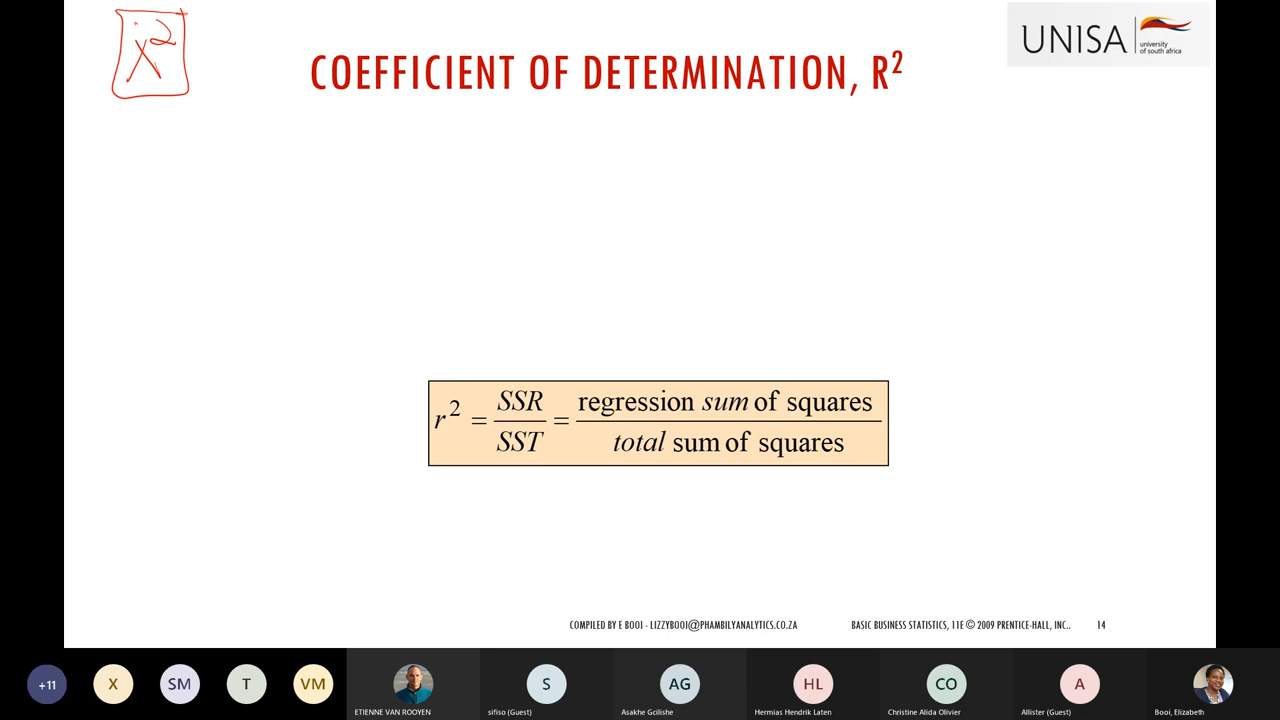 x²
UNISA
university
of south africa
COEFFICIENT OF DETERMINATION, R²
r² = SSR / SST = regression sum of squares / total sum of squares
COMPILED BY E BOOI - LIZZYBOOI@PHAMBILYANALYTICS.CO.ZA
BASIC BUSINESS STATISTICS, 11E © 2009 PRENTICE-HALL, INC..
14
+11
X
SM
T
VM
S
AG
HL
CO
A
ETIENNE VAN ROOYEN
sifiso (Guest)
Asakhe Gcilishe
Hermias Hendrik Laten
Christine Alida Olivier
Allister (Guest)
Booi, Elizabeth